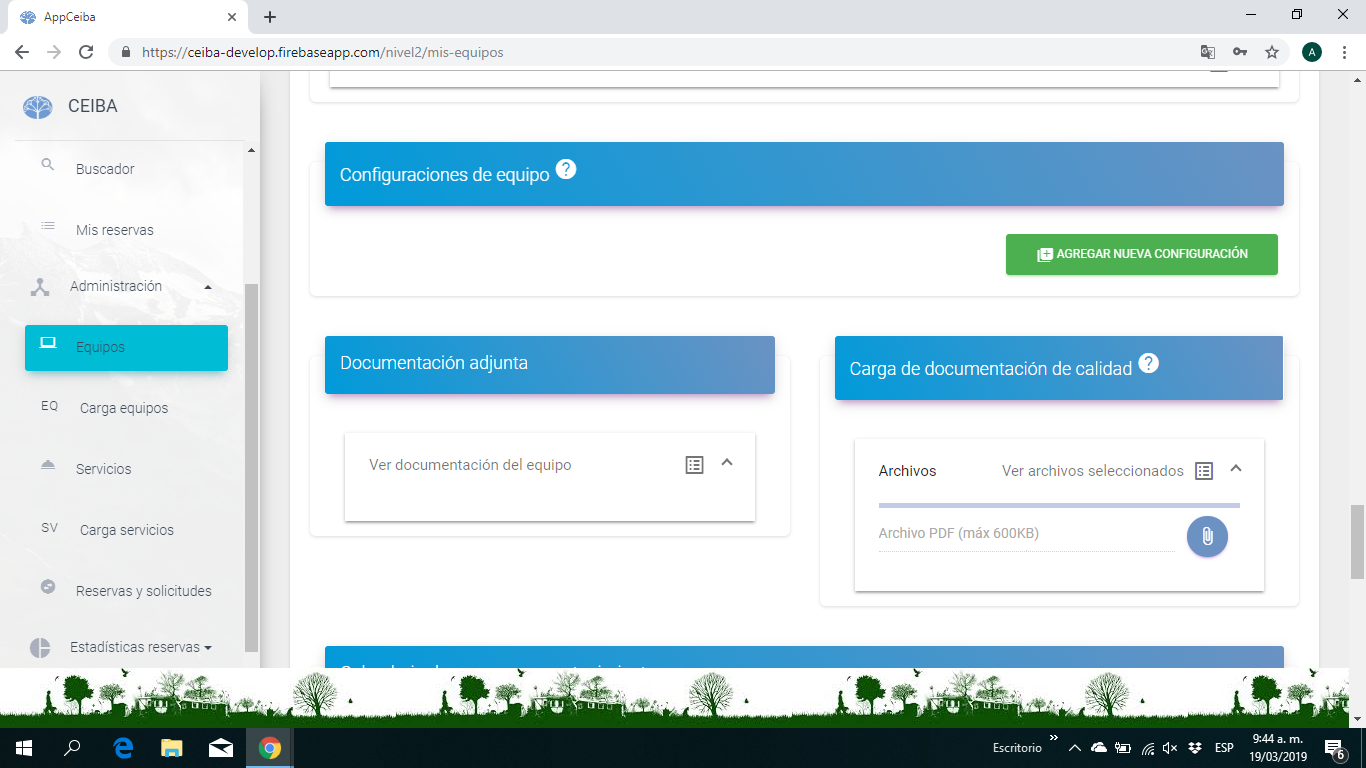 AppCeiba
https://ceiba-develop.firebaseapp.com/nivel2/mis-equipos
A
CEIBA
Buscador
Mis reservas
Administración
Equipos
EQ Carga equipos
Servicios
SV Carga servicios
Reservas y solicitudes
Estadísticas reservas
Configuraciones de equipo ?
AGREGAR NUEVA CONFIGURACIÓN
Documentación adjunta
Ver documentación del equipo
Carga de documentación de calidad ?
Archivos Ver archivos seleccionados
Archivo PDF (máx 600KB)
Escritorio
ESP
9:44 a. m.
19/03/2019
6